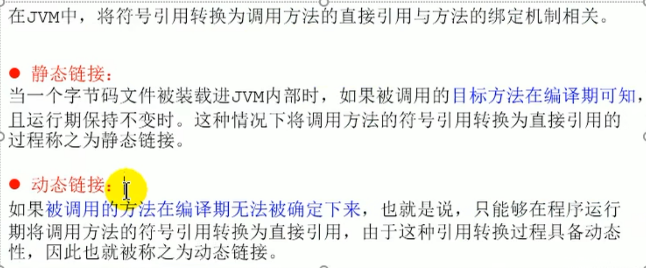 在JVM中，将符号引用转换为调用方法的直接引用与方法的绑定机制相关。
● 静态链接：
当一个字节码文件被装载进JVM内部时，如果被调用的目标方法在编译期可知，
且运行期保持不变时。这种情况下将调用方法的符号引用转换为直接引用的
过程称之为静态链接。
● 动态链接：
如果被调用的方法在编译期无法被确定下来，也就是说，只能够在程序运行
期将调用方法的符号引用转换为直接引用，由于这种引用转换过程具备动态
性，因此也就被称之为动态链接。